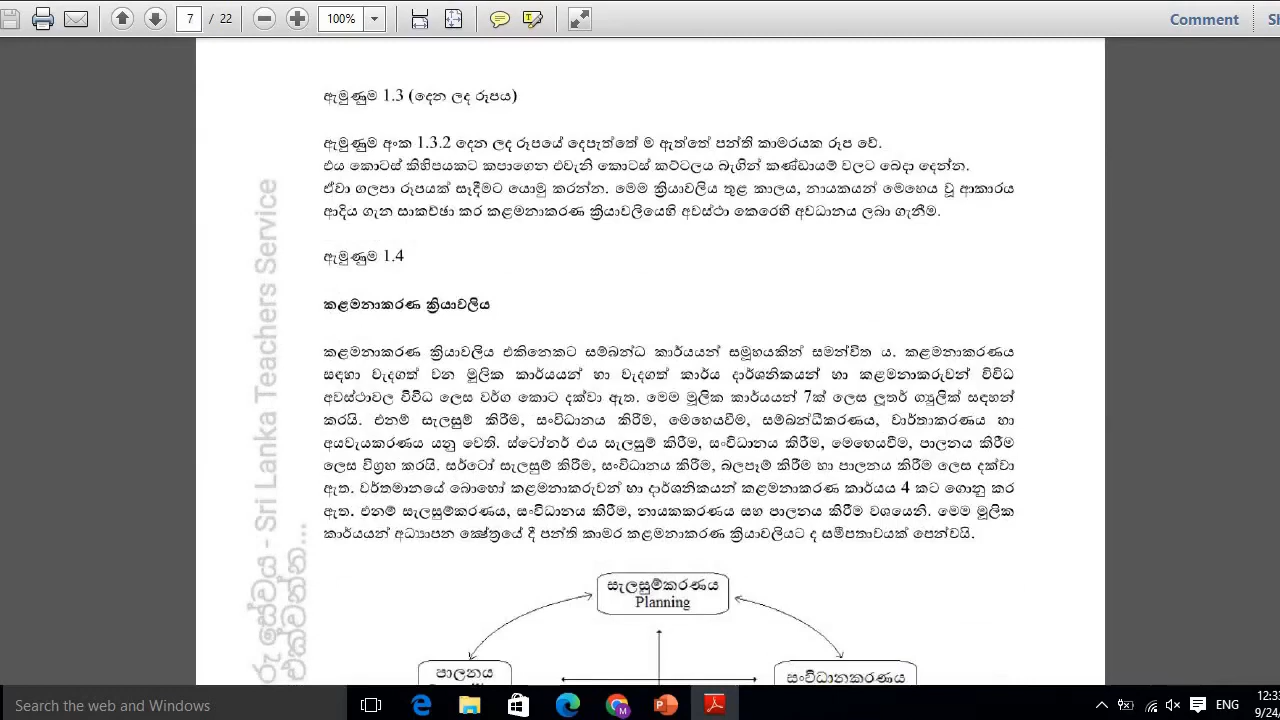 7 / 22
100%
Comment
ඇමුණුම 1.3 (දෙන ලද රූපය)
ඇමුණුම අංක 1.3.2 දෙන ලද රූපයේ දෙපැත්තේ ම ඇත්තේ පන්ති කාමරයක රූප වේ.
එය කොටස් කිහිපයකට කපාගෙන එවැනි කොටස් කට්ටලය බැගින් කණ්ඩායම් වලට බෙදා දෙන්න.
ඒවා ගලපා රූපයක් සෑදීමට යොමු කරන්න. මෙම ක්‍රියාවලිය තුළ කාලය, නායකයන් මෙහෙය වූ ආකාරය
ආදිය ගැන සාකච්ඡා කර කළමනාකරණ ක්‍රියාවලියෙහි අවස්ථා කෙරෙහි අවධානය ලබා ගැනීම.
ඇමුණුම 1.4
කළමනාකරණ ක්‍රියාවලිය
කළමනාකරණ ක්‍රියාවලිය එකිනෙකට සම්බන්ධ කාර්යයන් සමූහයකින් සමන්විත ය. කළමනාකරණය
සඳහා වැදගත් වන මූලික කාර්යයන් හා වැදගත් කාර්ය දාර්ශනිකයන් හා කළමනාකරුවන් විවිධ
අවස්ථාවල විවිධ ලෙස වර්ග කොට දක්වා ඇත. මෙම මූලික කාර්යයන් 7ක් ලෙස ලූතර් ග්‍යුලික් සඳහන්
කරයි. එනම් සැලසුම් කිරීම, සංවිධානය කිරීම, මෙහෙයවීම, සම්බන්ධීකරණය, වාර්තාකරණය හා
අයවැයකරණය යනු වෙති. ස්ටෝනර් එය සැලසුම් කිරීම, සංවිධානය කිරීම, මෙහෙයවීම, පාලනය කිරීම
ලෙස විග්‍රහ කරයි. සර්ටෝ සැලසුම් කිරීම, සංවිධානය කිරීම, බලපෑම් කිරීම හා පාලනය කිරීම ලෙස දක්වා
ඇත. වර්තමානයේ බොහෝ කළමනාකරුවන් හා දාර්ශනිකයන් කළමනාකරණ කාර්යය 4 කට ගොනු කර
ඇත. එනම් සැලසුම්කරණය, සංවිධානය කිරීම, නායකකරණය සහ පාලනය කිරීම වශයෙනි. මෙම මූලික
කාර්යයන් අධ්‍යාපන ක්ෂේත්‍රයේ දී පන්ති කාමර කළමනාකරණ ක්‍රියාවලියට ද සමීපතාවයක් පෙන්වයි.
සැලසුම්කරණය
Planning
පාලනය
සංවිධානකරණය
Sri Lanka Teachers Service
එක්වන්න...
Search the web and Windows
ENG
12:33
9/24